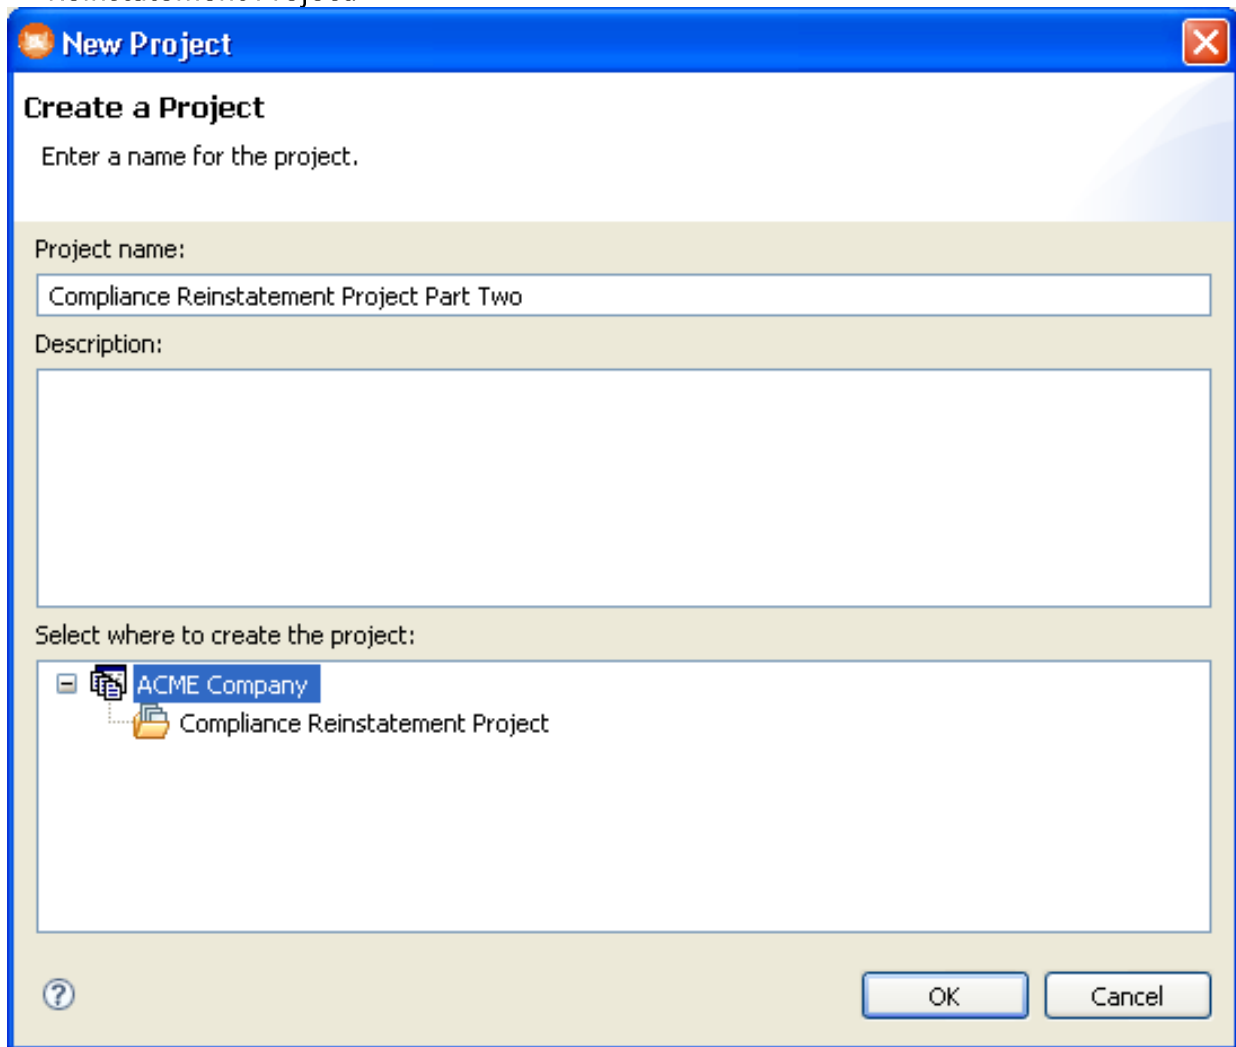 New Project
Create a Project
Enter a name for the project.
Project name:
Compliance Reinstatement Project Part Two
Description:
Select where to create the project:
ACME Company
Compliance Reinstatement Project
?
OK
Cancel